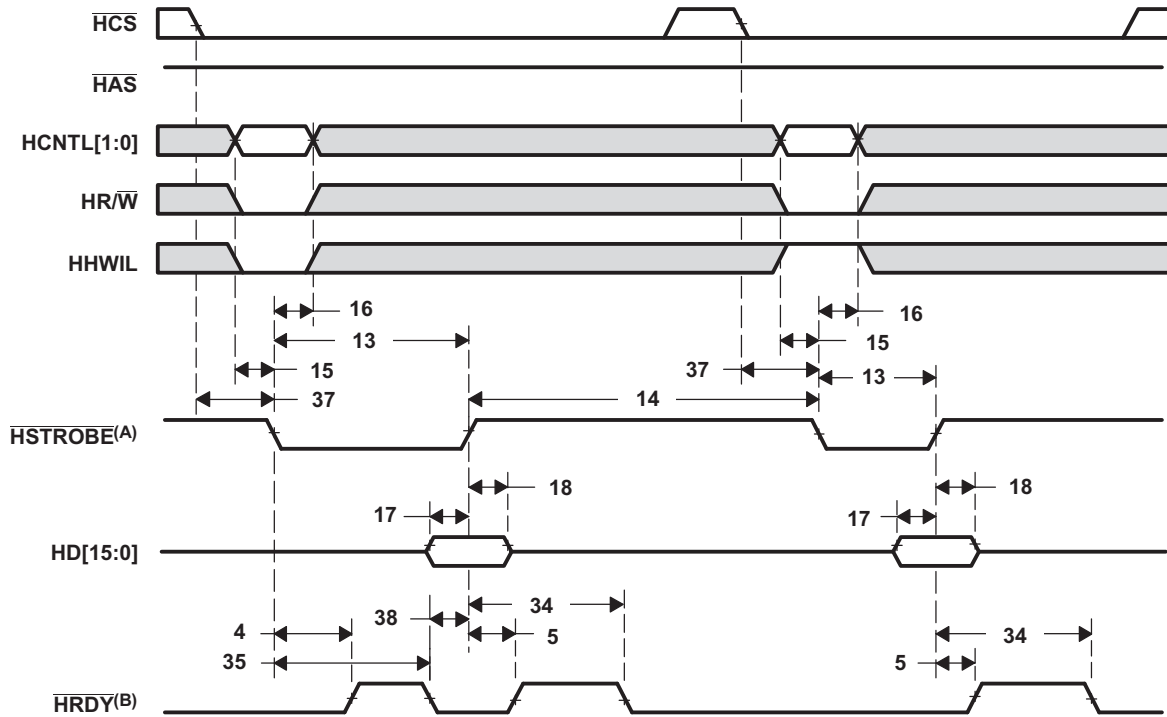 HCS
HAS
HCNTL[1:0]
HR/W
HHWIL
16
16
13
15
15
37
13
37
14
HSTROBE(A)
18
18
17
17
HD[15:0]
34
38
4
5
34
35
5
HRDY(B)